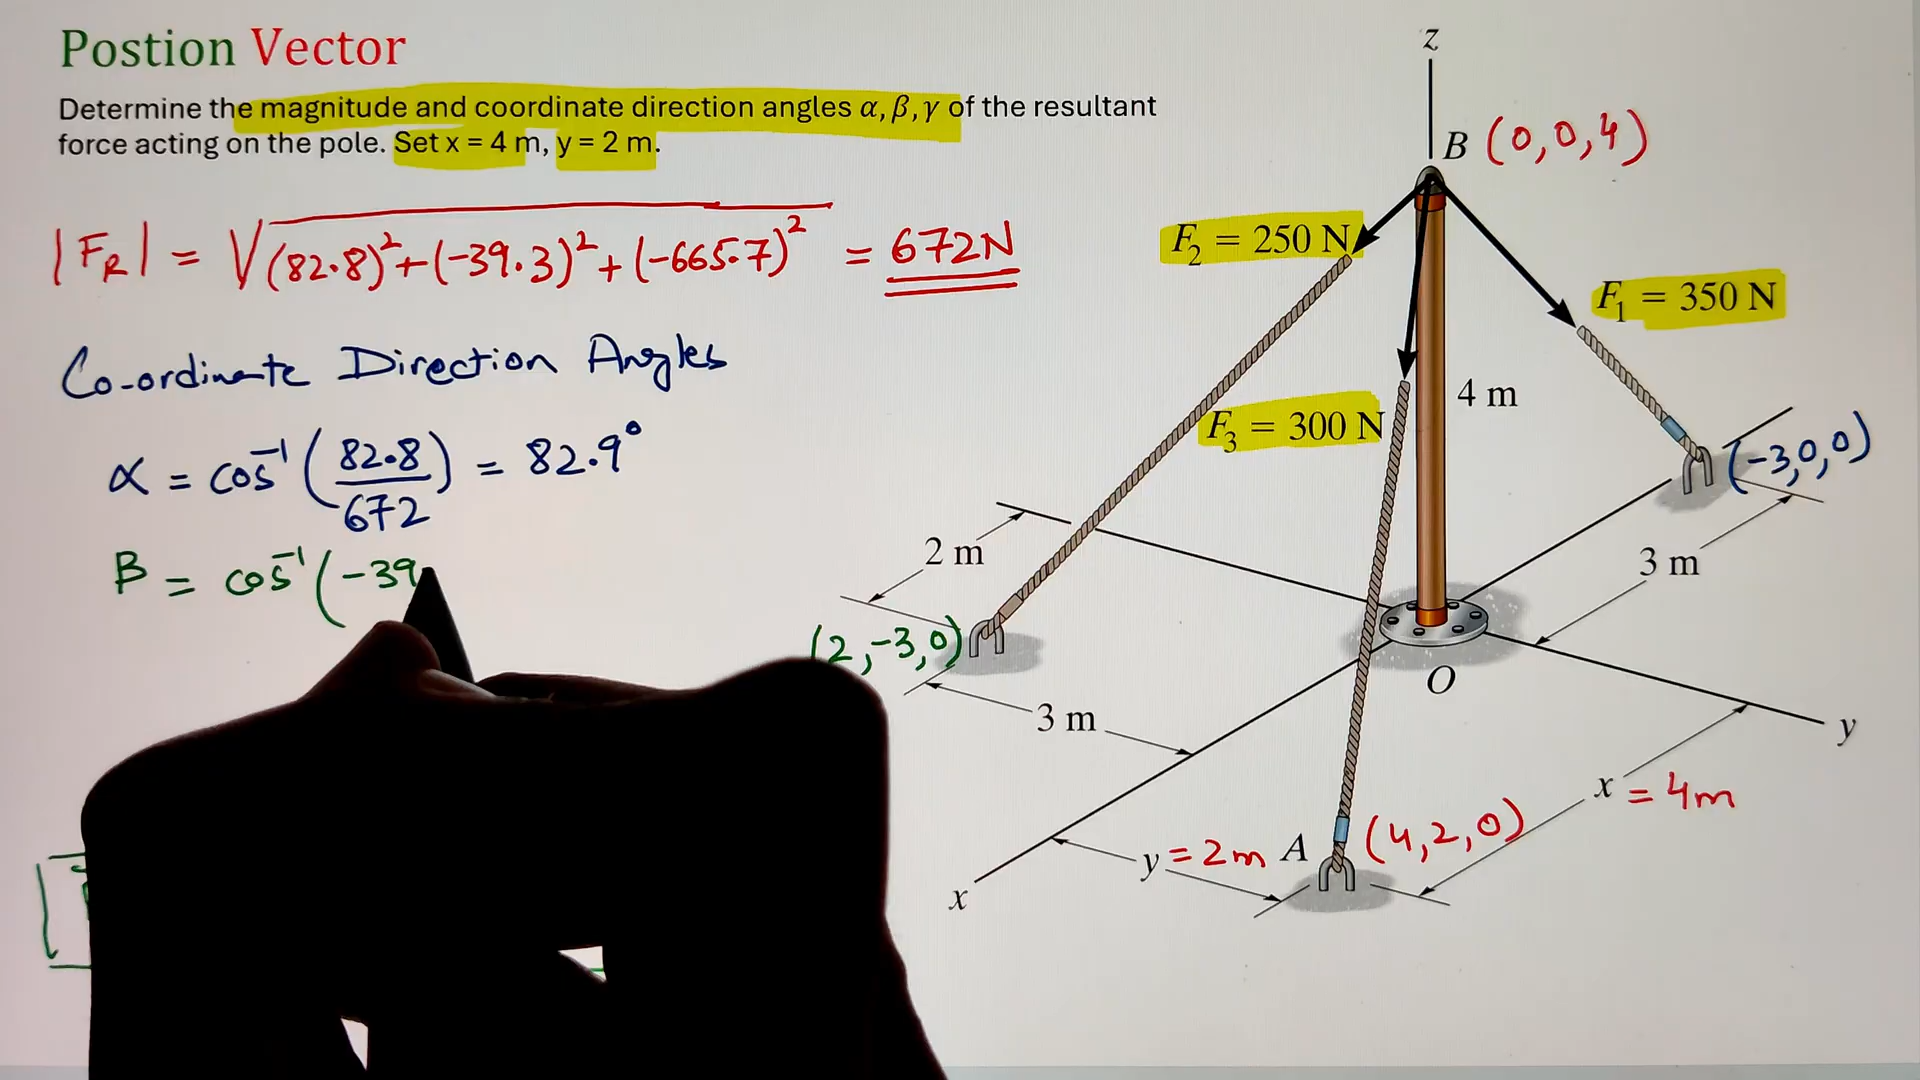 Postion Vector
Determine the magnitude and coordinate direction angles α, β, γ of the resultant
force acting on the pole. Set x = 4 m, y = 2 m.
|F_R| = √(82.8)² + (-39.3)² + (-665.7)² = 672N
Co-ordinate Direction Angles
α = cos⁻¹ (82.8/672) = 82.9°
β = cos⁻¹ (-39
z
B (0,0,4)
F₂ = 250 N
F₁ = 350 N
4 m
F₃ = 300 N
(-3,0,0)
2 m
3 m
(2,-3,0)
O
3 m
y
x = 4m
(4,2,0)
y = 2m A
x